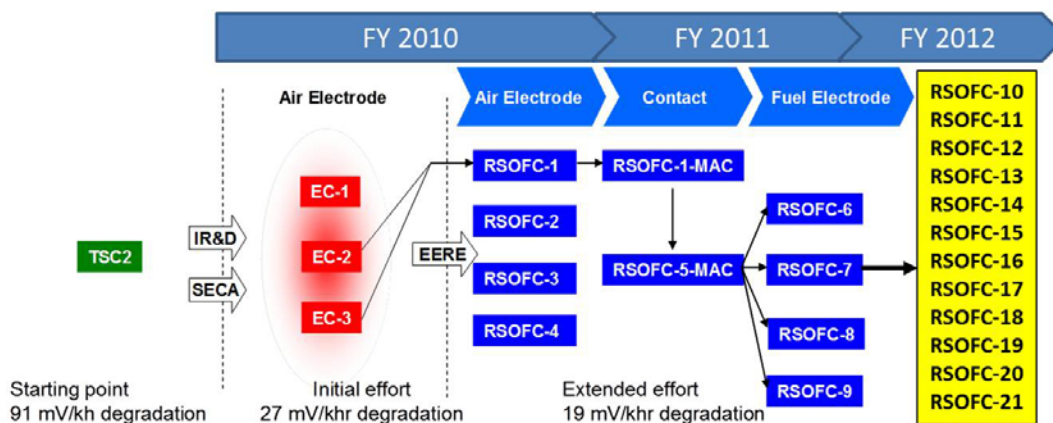 FY 2010
FY 2011
FY 2012
Air Electrode
Air Electrode
Contact
Fuel Electrode
TSC2
IR&D
SECA
EC-1
EC-2
EC-3
EERE
RSOFC-1
RSOFC-2
RSOFC-3
RSOFC-4
RSOFC-1-MAC
RSOFC-5-MAC
RSOFC-6
RSOFC-7
RSOFC-8
RSOFC-9
RSOFC-10
RSOFC-11
RSOFC-12
RSOFC-13
RSOFC-14
RSOFC-15
RSOFC-16
RSOFC-17
RSOFC-18
RSOFC-19
RSOFC-20
RSOFC-21
Starting point
91 mV/kh degradation
Initial effort
27 mV/khr degradation
Extended effort
19 mV/khr degradation